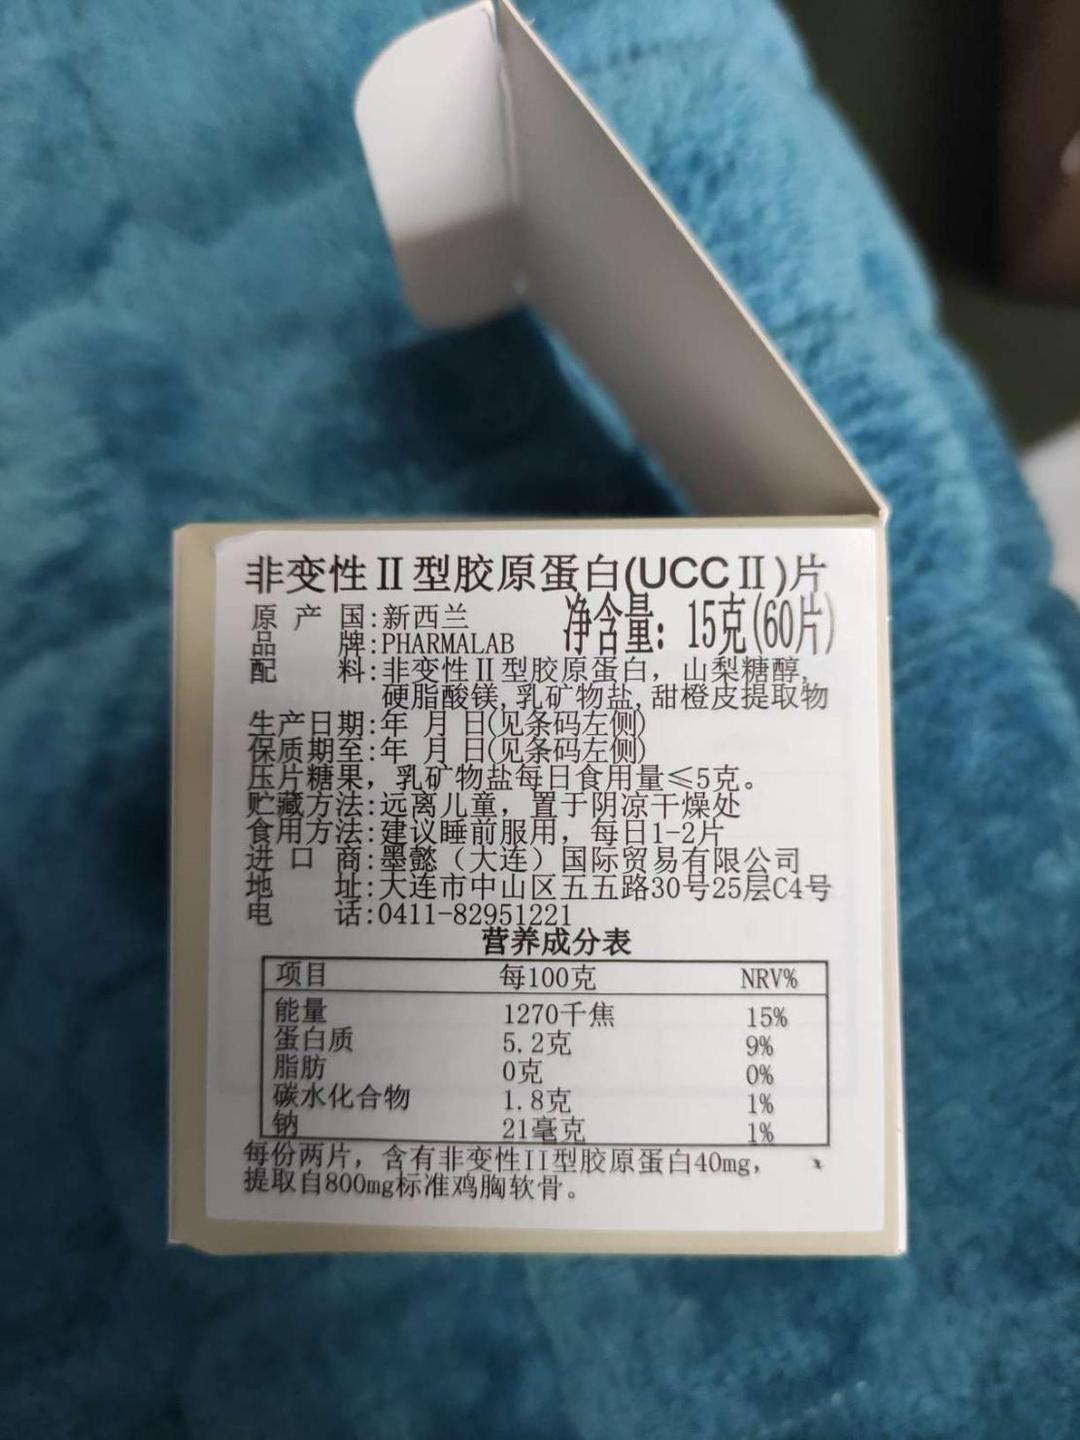 非变性Ⅱ型胶原蛋白(UCCⅡ)片
原产国:新西兰 净含量：15克(60片)
品牌:PHARMALAB
配料:非变性Ⅱ型胶原蛋白，山梨糖醇,
硬脂酸镁,乳矿物盐,甜橙皮提取物
生产日期:年 月 日(见条码左侧)
保质期至:年 月 日(见条码左侧)
压片糖果，乳矿物盐每日食用量≤5克。
贮藏方法:远离儿童，置于阴凉干燥处
食用方法:建议睡前服用，每日1-2片
进口商:墨懿（大连）国际贸易有限公司
地址:大连市中山区五五路30号25层C4号
电话:0411-82951221
营养成分表
项目 每100克 NRV%
能量 1270千焦 15%
蛋白质 5.2克 9%
脂肪 0克 0%
碳水化合物 1.8克 1%
钠 21毫克 1%
每份两片，含有非变性II型胶原蛋白40mg，
提取自800mg标准鸡胸软骨。